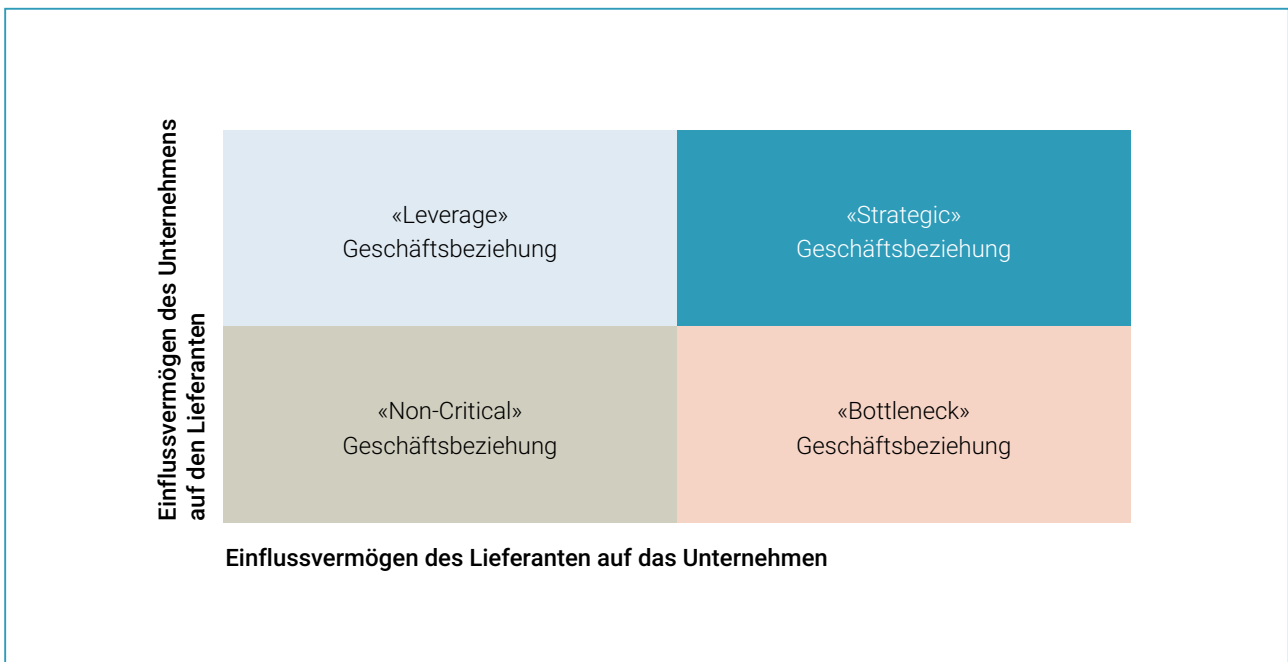 Einflussvermögen des Unternehmens
auf den Lieferanten
«Leverage»
Geschäftsbeziehung
«Strategic»
Geschäftsbeziehung
«Non-Critical»
Geschäftsbeziehung
«Bottleneck»
Geschäftsbeziehung
Einflussvermögen des Lieferanten auf das Unternehmen